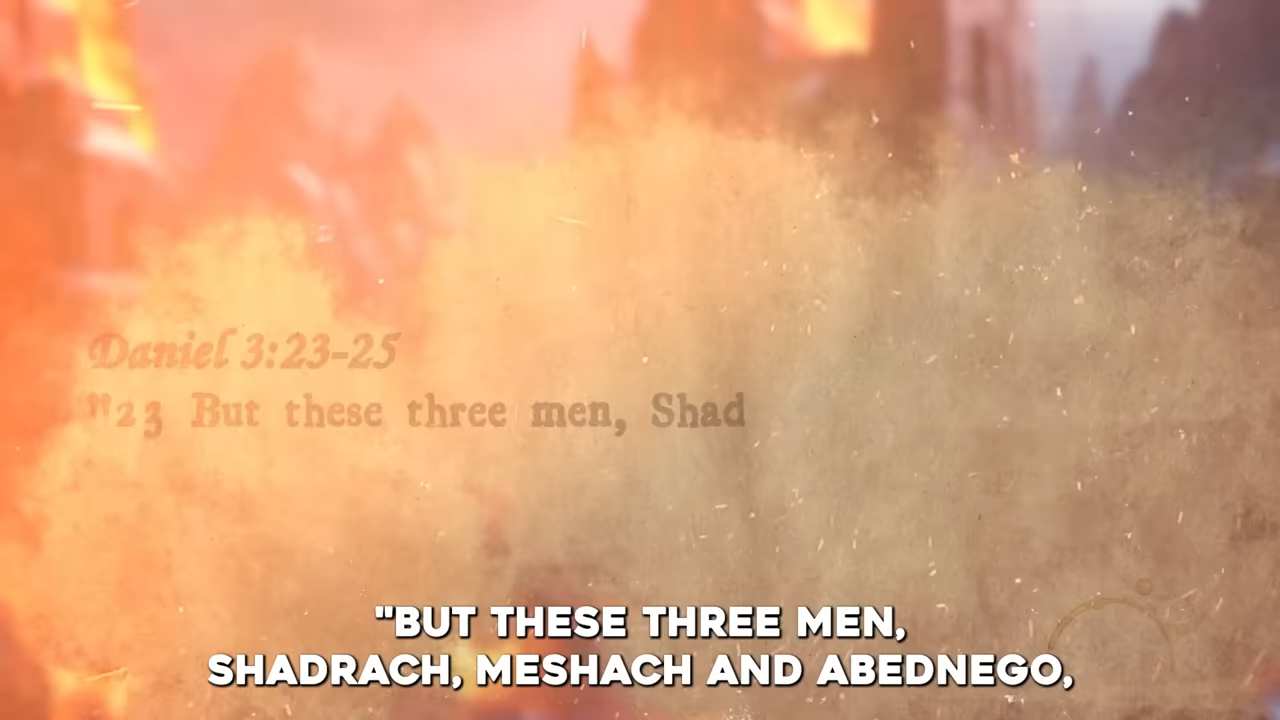 Daniel 3:23-25
"23 But these three men, Shad
"BUT THESE THREE MEN,
SHADRACH, MESHACH AND ABEDNEGO,